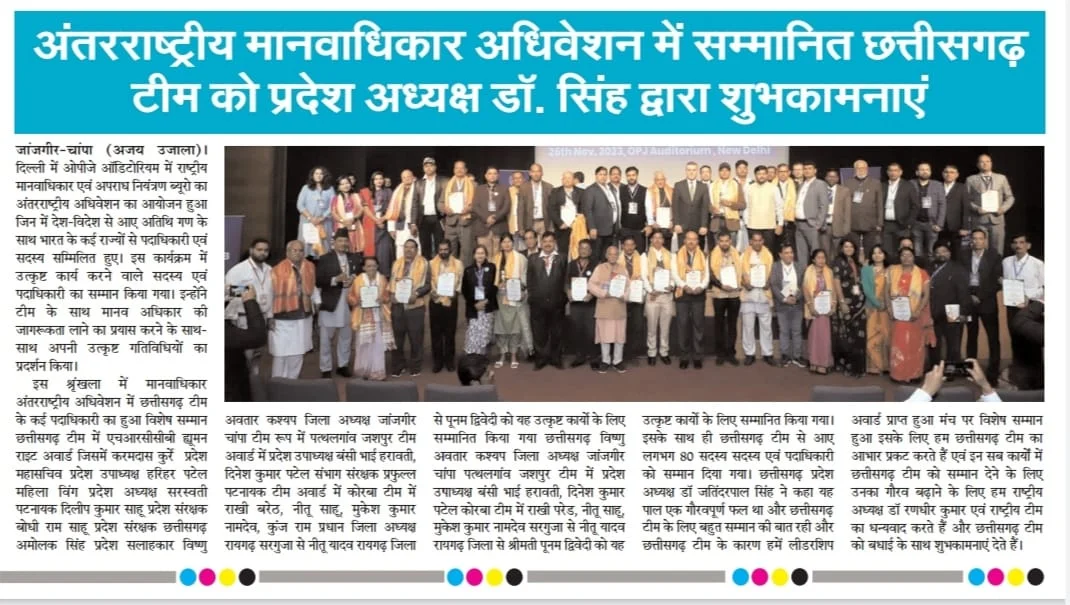 अंतरराष्ट्रीय मानवाधिकार अधिवेशन में सम्मानित छत्तीसगढ़
टीम को प्रदेश अध्यक्ष डॉ. सिंह द्वारा शुभकामनाएं
जांजगीर-चांपा (अजय उजाला)।
दिल्ली में ओपीजे ऑडिटोरियम में राष्ट्रीय
मानवाधिकार एवं अपराध नियंत्रण ब्यूरो का
अंतरराष्ट्रीय अधिवेशन का आयोजन हुआ
जिन में देश-विदेश से आए अतिथि गण के
साथ भारत के कई राज्यों से पदाधिकारी एवं
सदस्य सम्मिलित हुए। इस कार्यक्रम में
उत्कृष्ट कार्य करने वाले सदस्य एवं
पदाधिकारी का सम्मान किया गया। इन्होंने
टीम के साथ मानव अधिकार की
जागरूकता लाने का प्रयास करने के साथ-
साथ अपनी उत्कृष्ट गतिविधियों का
प्रदर्शन किया।
इस श्रृंखला में मानवाधिकार
अंतरराष्ट्रीय अधिवेशन में छत्तीसगढ़ टीम
के कई पदाधिकारी का हुआ विशेष सम्मान
छत्तीसगढ़ टीम में एचआरसीसीबी ह्यूमन
राइट अवार्ड जिसमें करमदास कुर्रे प्रदेश
महासचिव प्रदेश उपाध्यक्ष हरिहर पटेल
महिला विंग प्रदेश अध्यक्ष सरस्वती
पटनायक दिलीप कुमार साहू प्रदेश संरक्षक
बोधी राम साहू प्रदेश संरक्षक छत्तीसगढ़
अमोलक सिंह प्रदेश सलाहकार विष्णु
26th Nov. 2023, OPJ Auditorium, New Delhi
अवतार कश्यप जिला अध्यक्ष जांजगीर
चांपा टीम रूप में पत्थलगांव जशपुर टीम
अवार्ड में प्रदेश उपाध्यक्ष बंसी भाई हरावती,
दिनेश कुमार पटेल संभाग संरक्षक प्रफुल्ल
पटनायक टीम अवार्ड में कोरबा टीम में
राखी बरेठ, नीतू साहू, मुकेश कुमार
नामदेव, कुंज राम प्रधान जिला अध्यक्ष
रायगढ़ सरगुजा से नीतू यादव रायगढ़ जिला
से पूनम द्विवेदी को यह उत्कृष्ट कार्यों के लिए
सम्मानित किया गया छत्तीसगढ़ विष्णु
अवतार कश्यप जिला अध्यक्ष जांजगीर
चांपा पत्थलगांव जशपुर टीम में प्रदेश
उपाध्यक्ष बंसी भाई हरावती, दिनेश कुमार
पटेल कोरबा टीम में राखी परेड, नीतू साहू,
मुकेश कुमार नामदेव सरगुजा से नीतू यादव
रायगढ़ जिला से श्रीमती पूनम द्विवेदी को यह
उत्कृष्ट कार्यों के लिए सम्मानित किया गया।
इसके साथ ही छत्तीसगढ़ टीम से आए
लगभग 80 सदस्य सदस्य एवं पदाधिकारी
को सम्मान दिया गया। छत्तीसगढ़ प्रदेश
अध्यक्ष डॉ जतिंदरपाल सिंह ने कहा यह
पाल एक गौरवपूर्ण फल था और छत्तीसगढ़
टीम के लिए बहुत सम्मान की बात रही और
छत्तीसगढ़ टीम के कारण हमें लीडरशिप
अवार्ड प्राप्त हुआ मंच पर विशेष सम्मान
हुआ इसके लिए हम छत्तीसगढ़ टीम का
आभार प्रकट करते हैं एवं इन सब कार्यों में
छत्तीसगढ़ टीम को सम्मान देने के लिए
उनका गौरव बढ़ाने के लिए हम राष्ट्रीय
अध्यक्ष डॉ रणधीर कुमार एवं राष्ट्रीय टीम
का धन्यवाद करते हैं और छत्तीसगढ़ टीम
को बधाई के साथ शुभकामनाएं देते हैं।